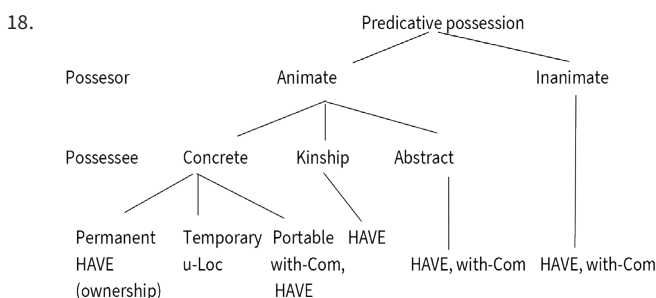 18.
Predicative possession
Possesor Animate Inanimate
Possessee Concrete Kinship Abstract
Permanent Temporary Portable HAVE
HAVE u-Loc with-Com, HAVE, with-Com HAVE, with-Com
(ownership) HAVE